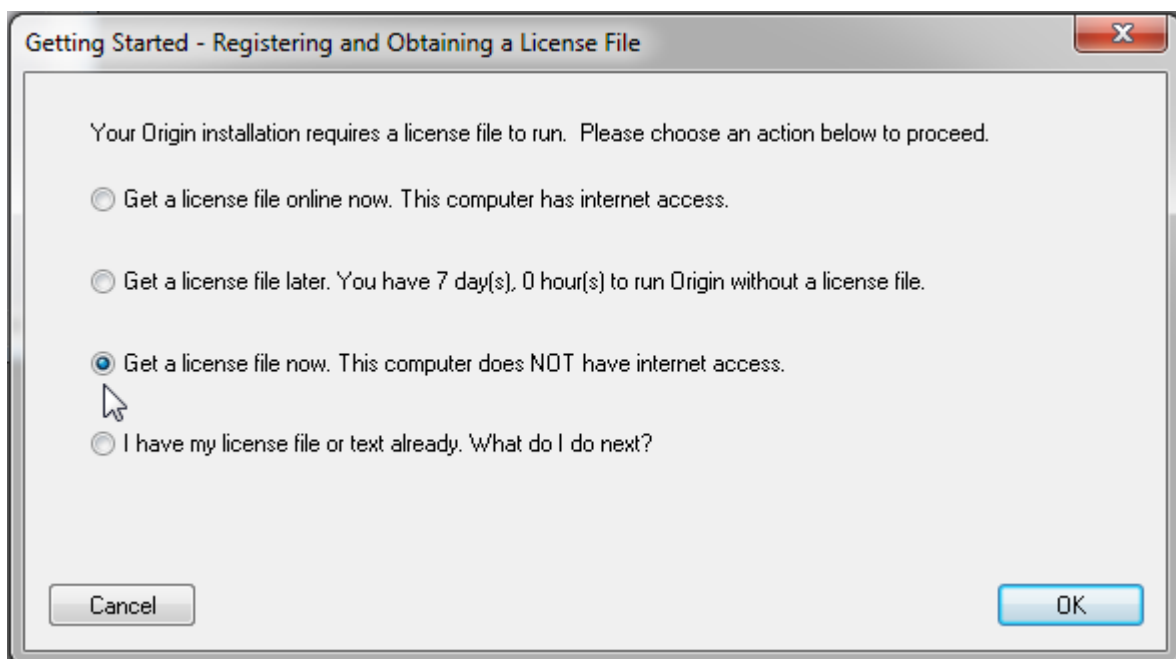 Getting Started - Registering and Obtaining a License File
Your Origin installation requires a license file to run. Please choose an action below to proceed.
Get a license file online now. This computer has internet access.
Get a license file later. You have 7 day(s), 0 hour(s) to run Origin without a license file.
Get a license file now. This computer does NOT have internet access.
I have my license file or text already. What do I do next?
Cancel
OK